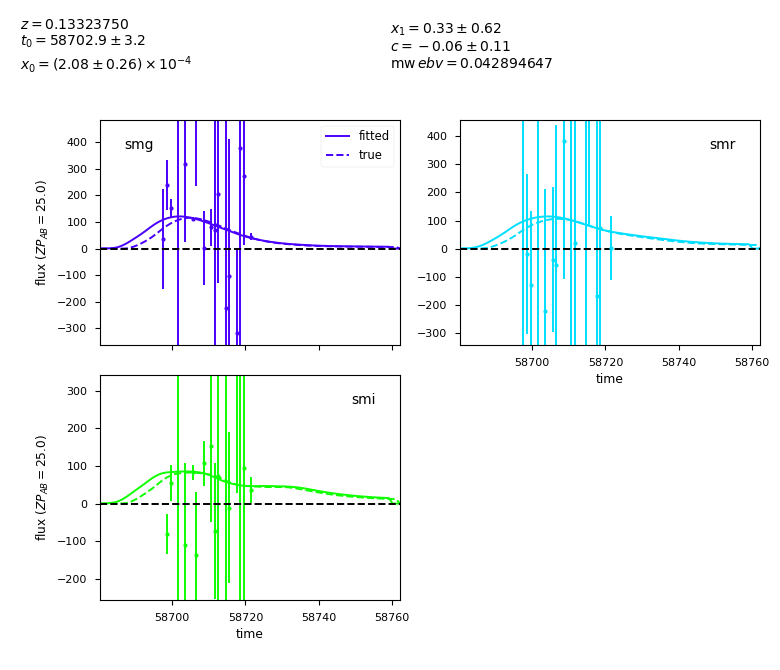 z = 0.13323750
t₀ = 58702.9 ± 3.2
x₀ = (2.08 ± 0.26) × 10⁻⁴
x₁ = 0.33 ± 0.62
c = −0.06 ± 0.11
mw ebv = 0.042894647
smg
fitted
true
400
300
200
100
0
−100
−200
−300
flux (ZP_AB = 25.0)
smr
400
300
200
100
0
−100
−200
−300
58700 58720 58740 58760
time
smi
300
200
100
0
−100
−200
flux (ZP_AB = 25.0)
58700 58720 58740 58760
time